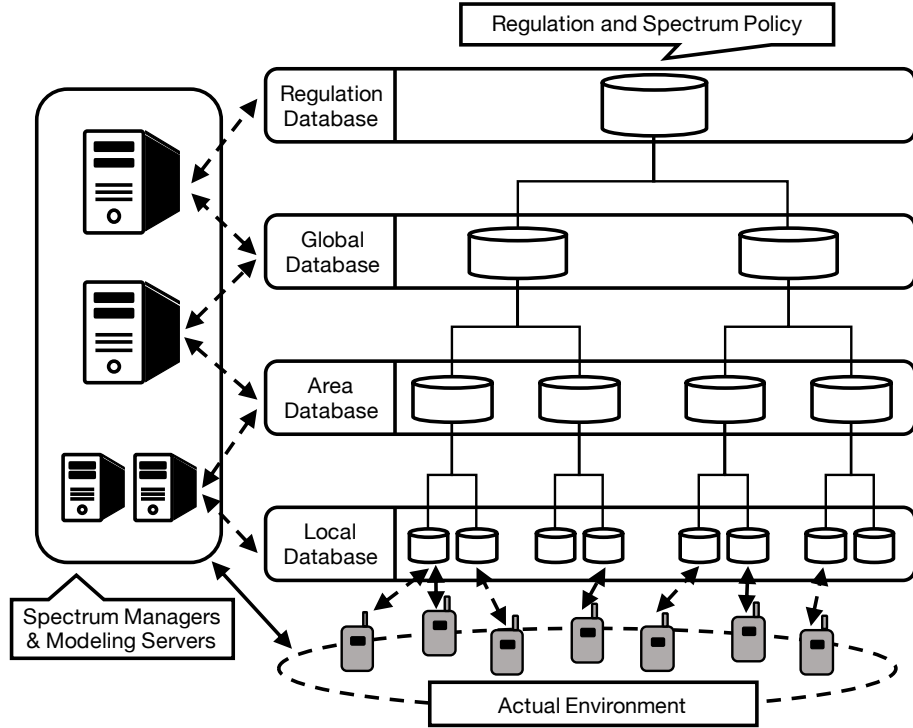 Regulation and Spectrum Policy
Regulation
Database
Global
Database
Area
Database
Local
Database
Spectrum Managers
& Modeling Servers
Actual Environment